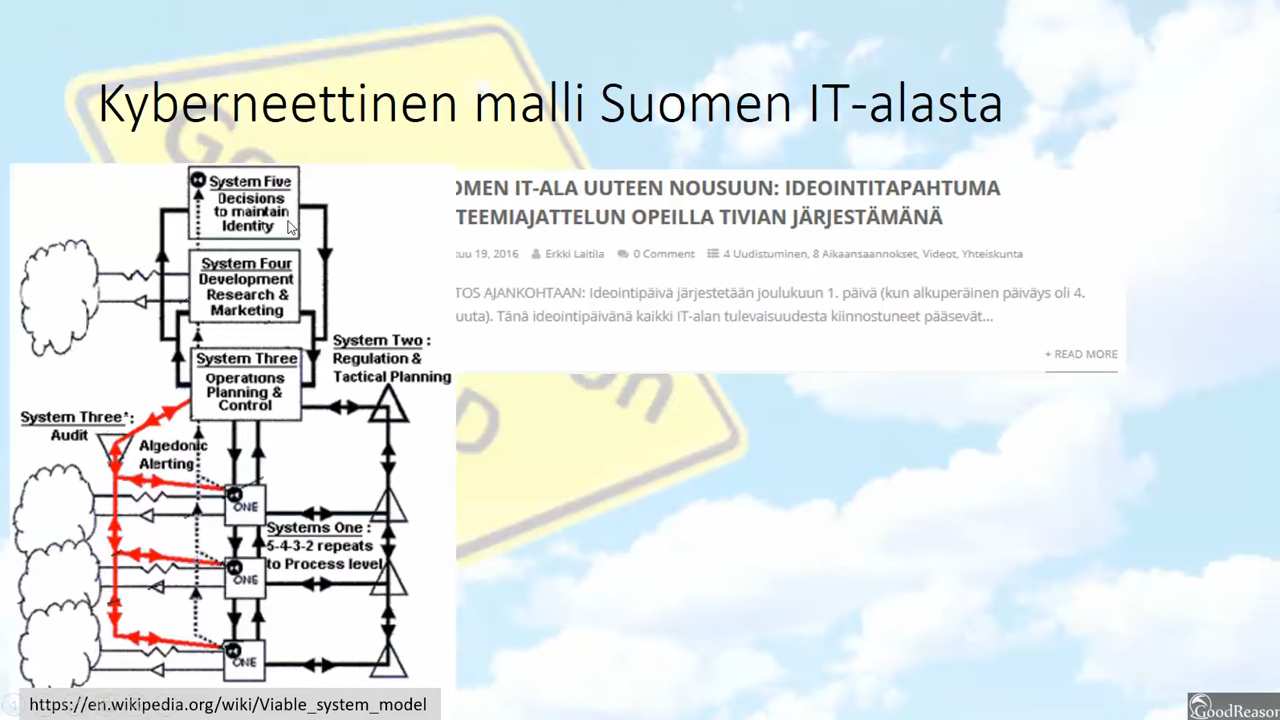 Kyberneettinen malli Suomen IT-alasta
System Five
Decisions
to maintain
Identity
System Four
Development
Research &
Marketing
System Three
Operations
Planning &
Control
System Two :
Regulation &
Tactical Planning
System Three*:
Audit
Algedonic
Alerting
ONE
Systems One :
5-4-3-2 repeats
to Process level
ONE
ONE
https://en.wikipedia.org/wiki/Viable_system_model
OMEN IT-ALA UUTEEN NOUSUUN: IDEOINTITAPAHTUMA
TEEMIAJATTELUN OPEILLA TIVIAN JÄRJESTÄMÄNÄ
kuu 19, 2016 Erkki Laitila 0 Comment 4 Uudistuminen, 8 Aikaansaannokset, Videot, Yhteiskunta
TOS AJANKOHTAAN: Ideointipäivä järjestetään joulukuun 1. päivä (kun alkuperäinen päiväys oli 4.
uuta). Tänä ideointipäivänä kaikki IT-alan tulevaisuudesta kiinnostuneet pääsevät...
+ READ MORE
GoodReason